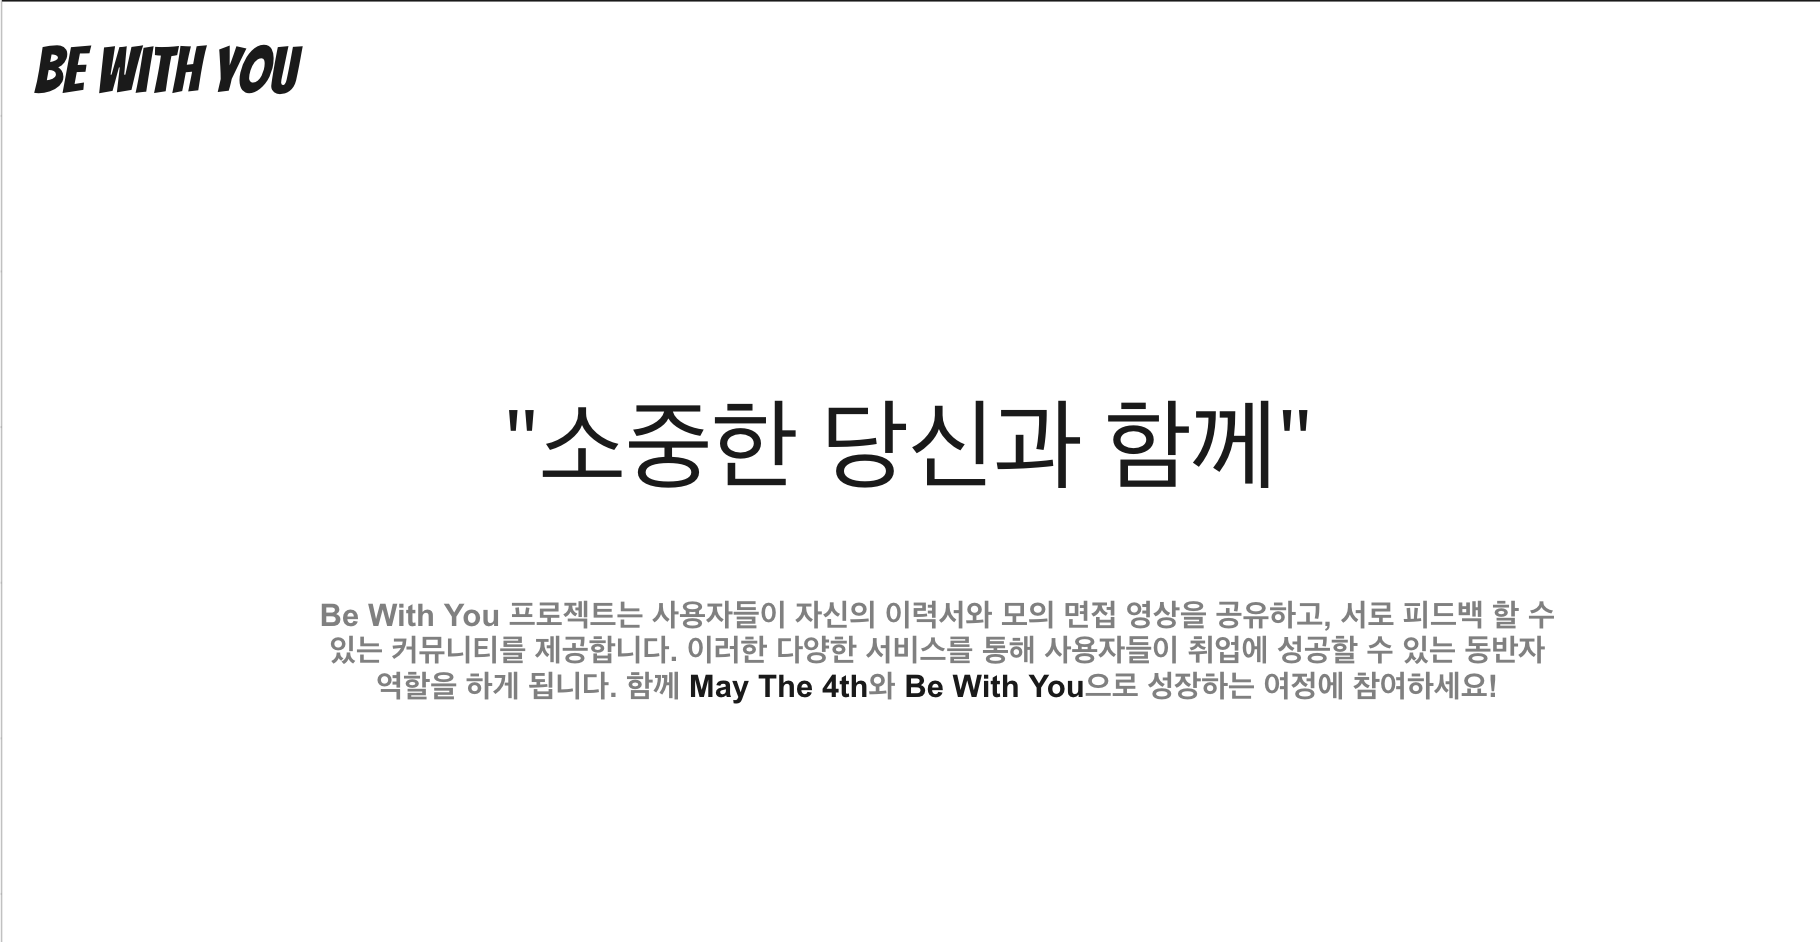 BE WITH YOU
"소중한 당신과 함께"
Be With You 프로젝트는 사용자들이 자신의 이력서와 모의 면접 영상을 공유하고, 서로 피드백 할 수
있는 커뮤니티를 제공합니다. 이러한 다양한 서비스를 통해 사용자들이 취업에 성공할 수 있는 동반자
역할을 하게 됩니다. 함께 May The 4th와 Be With You으로 성장하는 여정에 참여하세요!